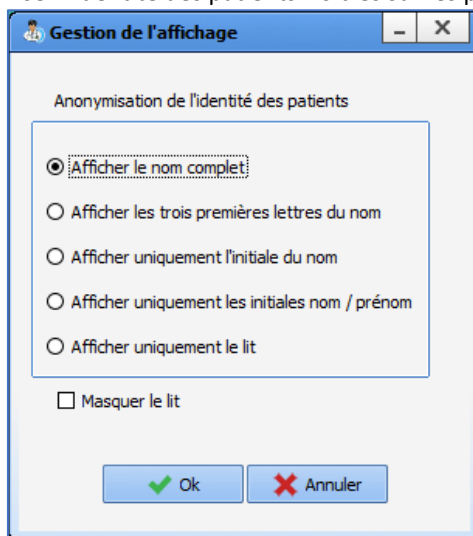 Gestion de l'affichage
Anonymisation de l'identité des patients
Afficher le nom complet
Afficher les trois premières lettres du nom
Afficher uniquement l'initiale du nom
Afficher uniquement les initiales nom / prénom
Afficher uniquement le lit
Masquer le lit
Ok Annuler